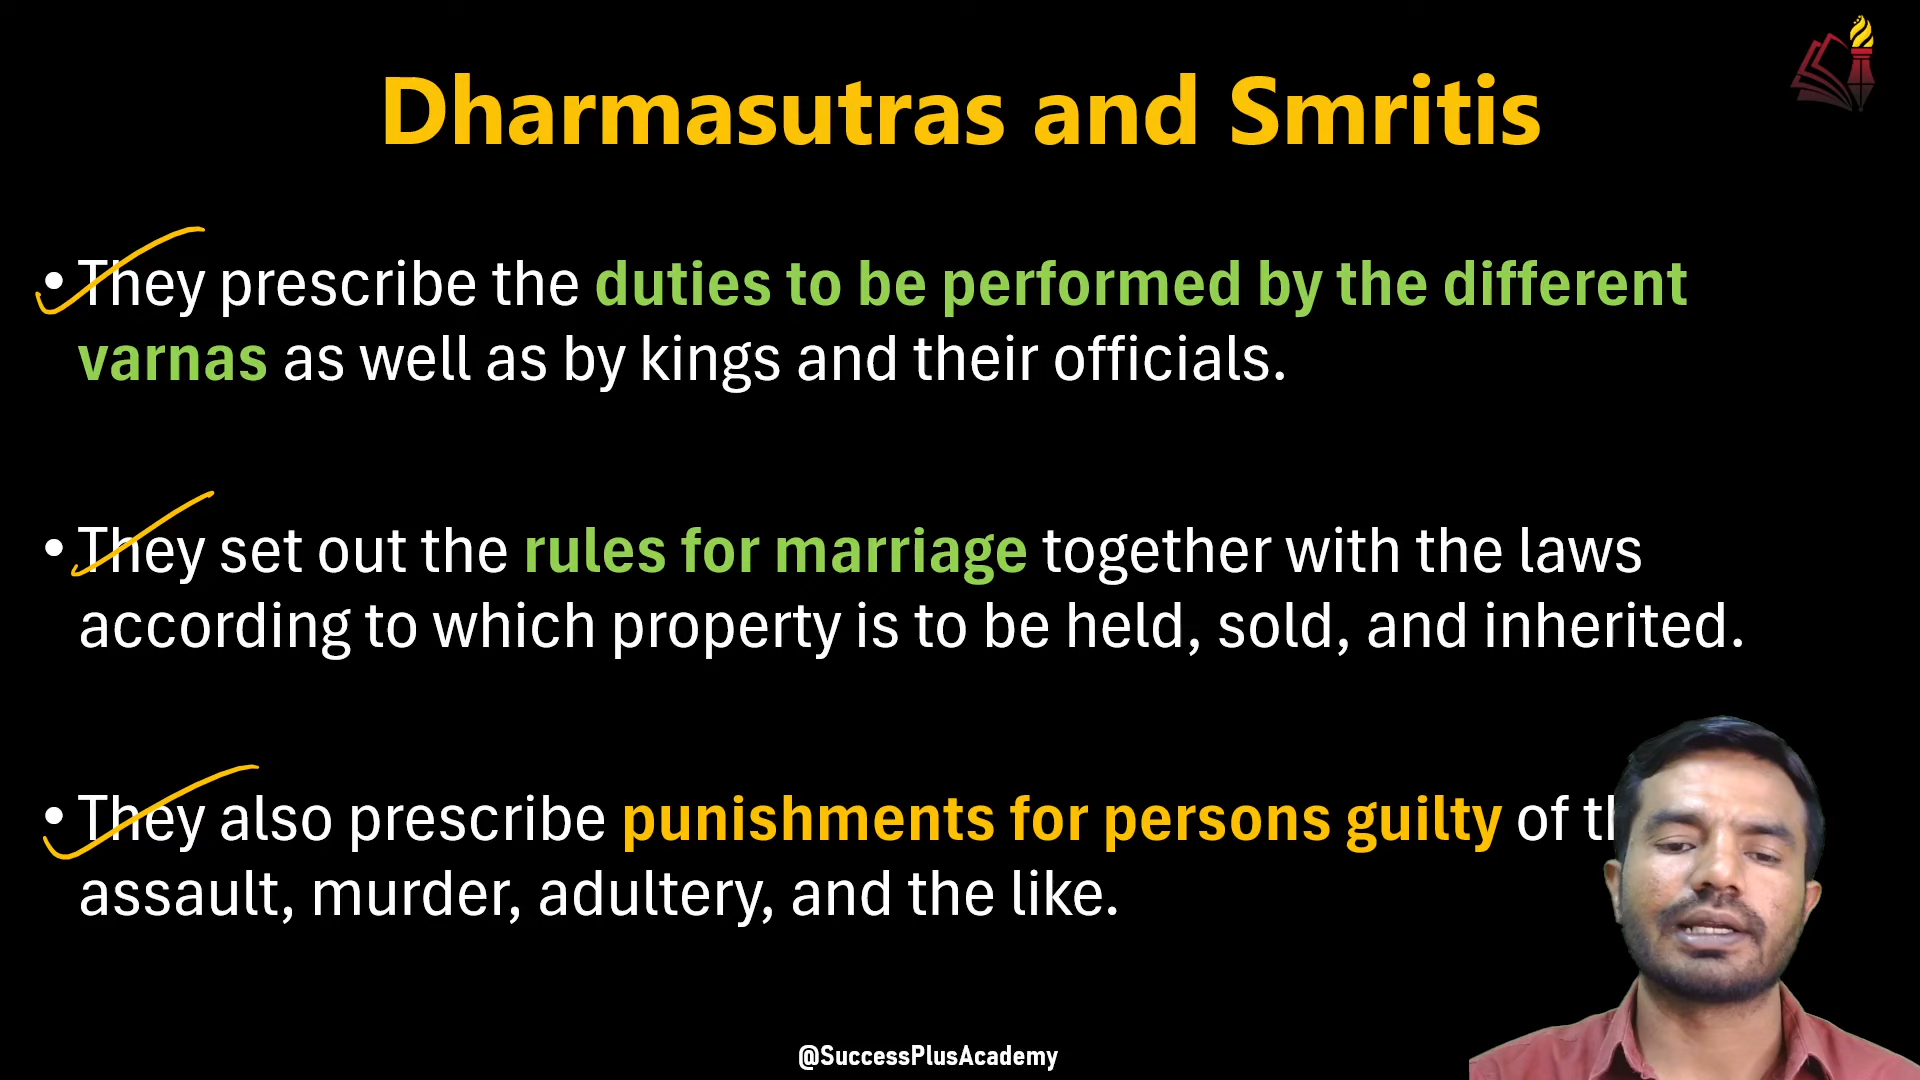 Dharmasutras and Smritis
• They prescribe the duties to be performed by the different
varnas as well as by kings and their officials.
• They set out the rules for marriage together with the laws
according to which property is to be held, sold, and inherited.
• They also prescribe punishments for persons guilty of
assault, murder, adultery, and the like.
@SuccessPlusAcademy